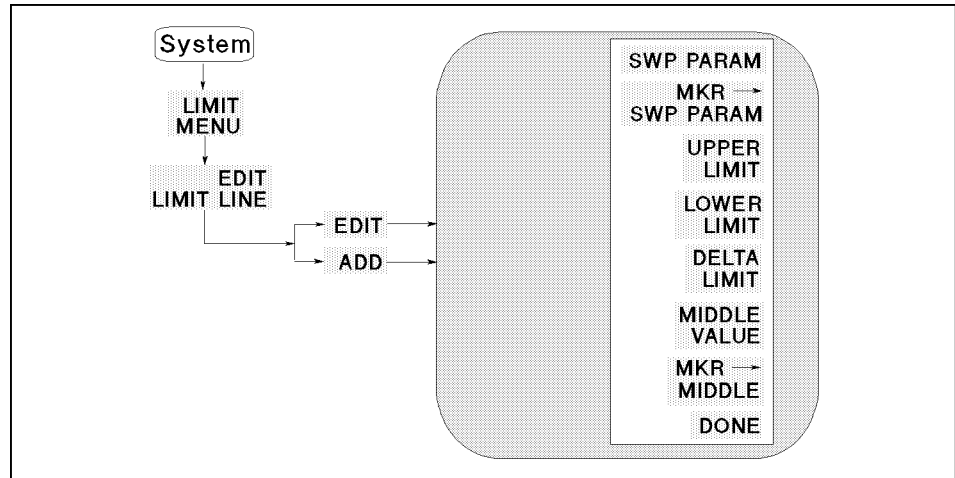 System
LIMIT
MENU
EDIT
LIMIT LINE
EDIT
ADD
SWP PARAM
MKR →
SWP PARAM
UPPER
LIMIT
LOWER
LIMIT
DELTA
LIMIT
MIDDLE
VALUE
MKR →
MIDDLE
DONE